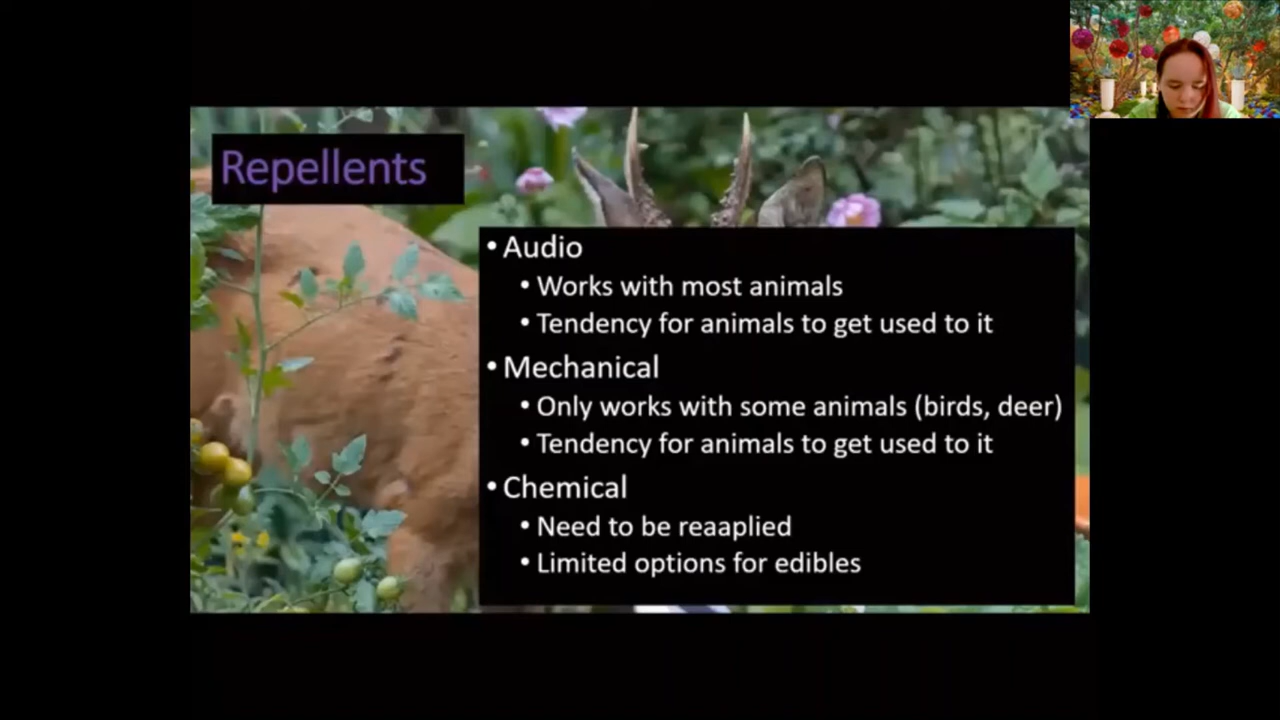 Repellents
• Audio
• Works with most animals
• Tendency for animals to get used to it
• Mechanical
• Only works with some animals (birds, deer)
• Tendency for animals to get used to it
• Chemical
• Need to be reaaplied
• Limited options for edibles